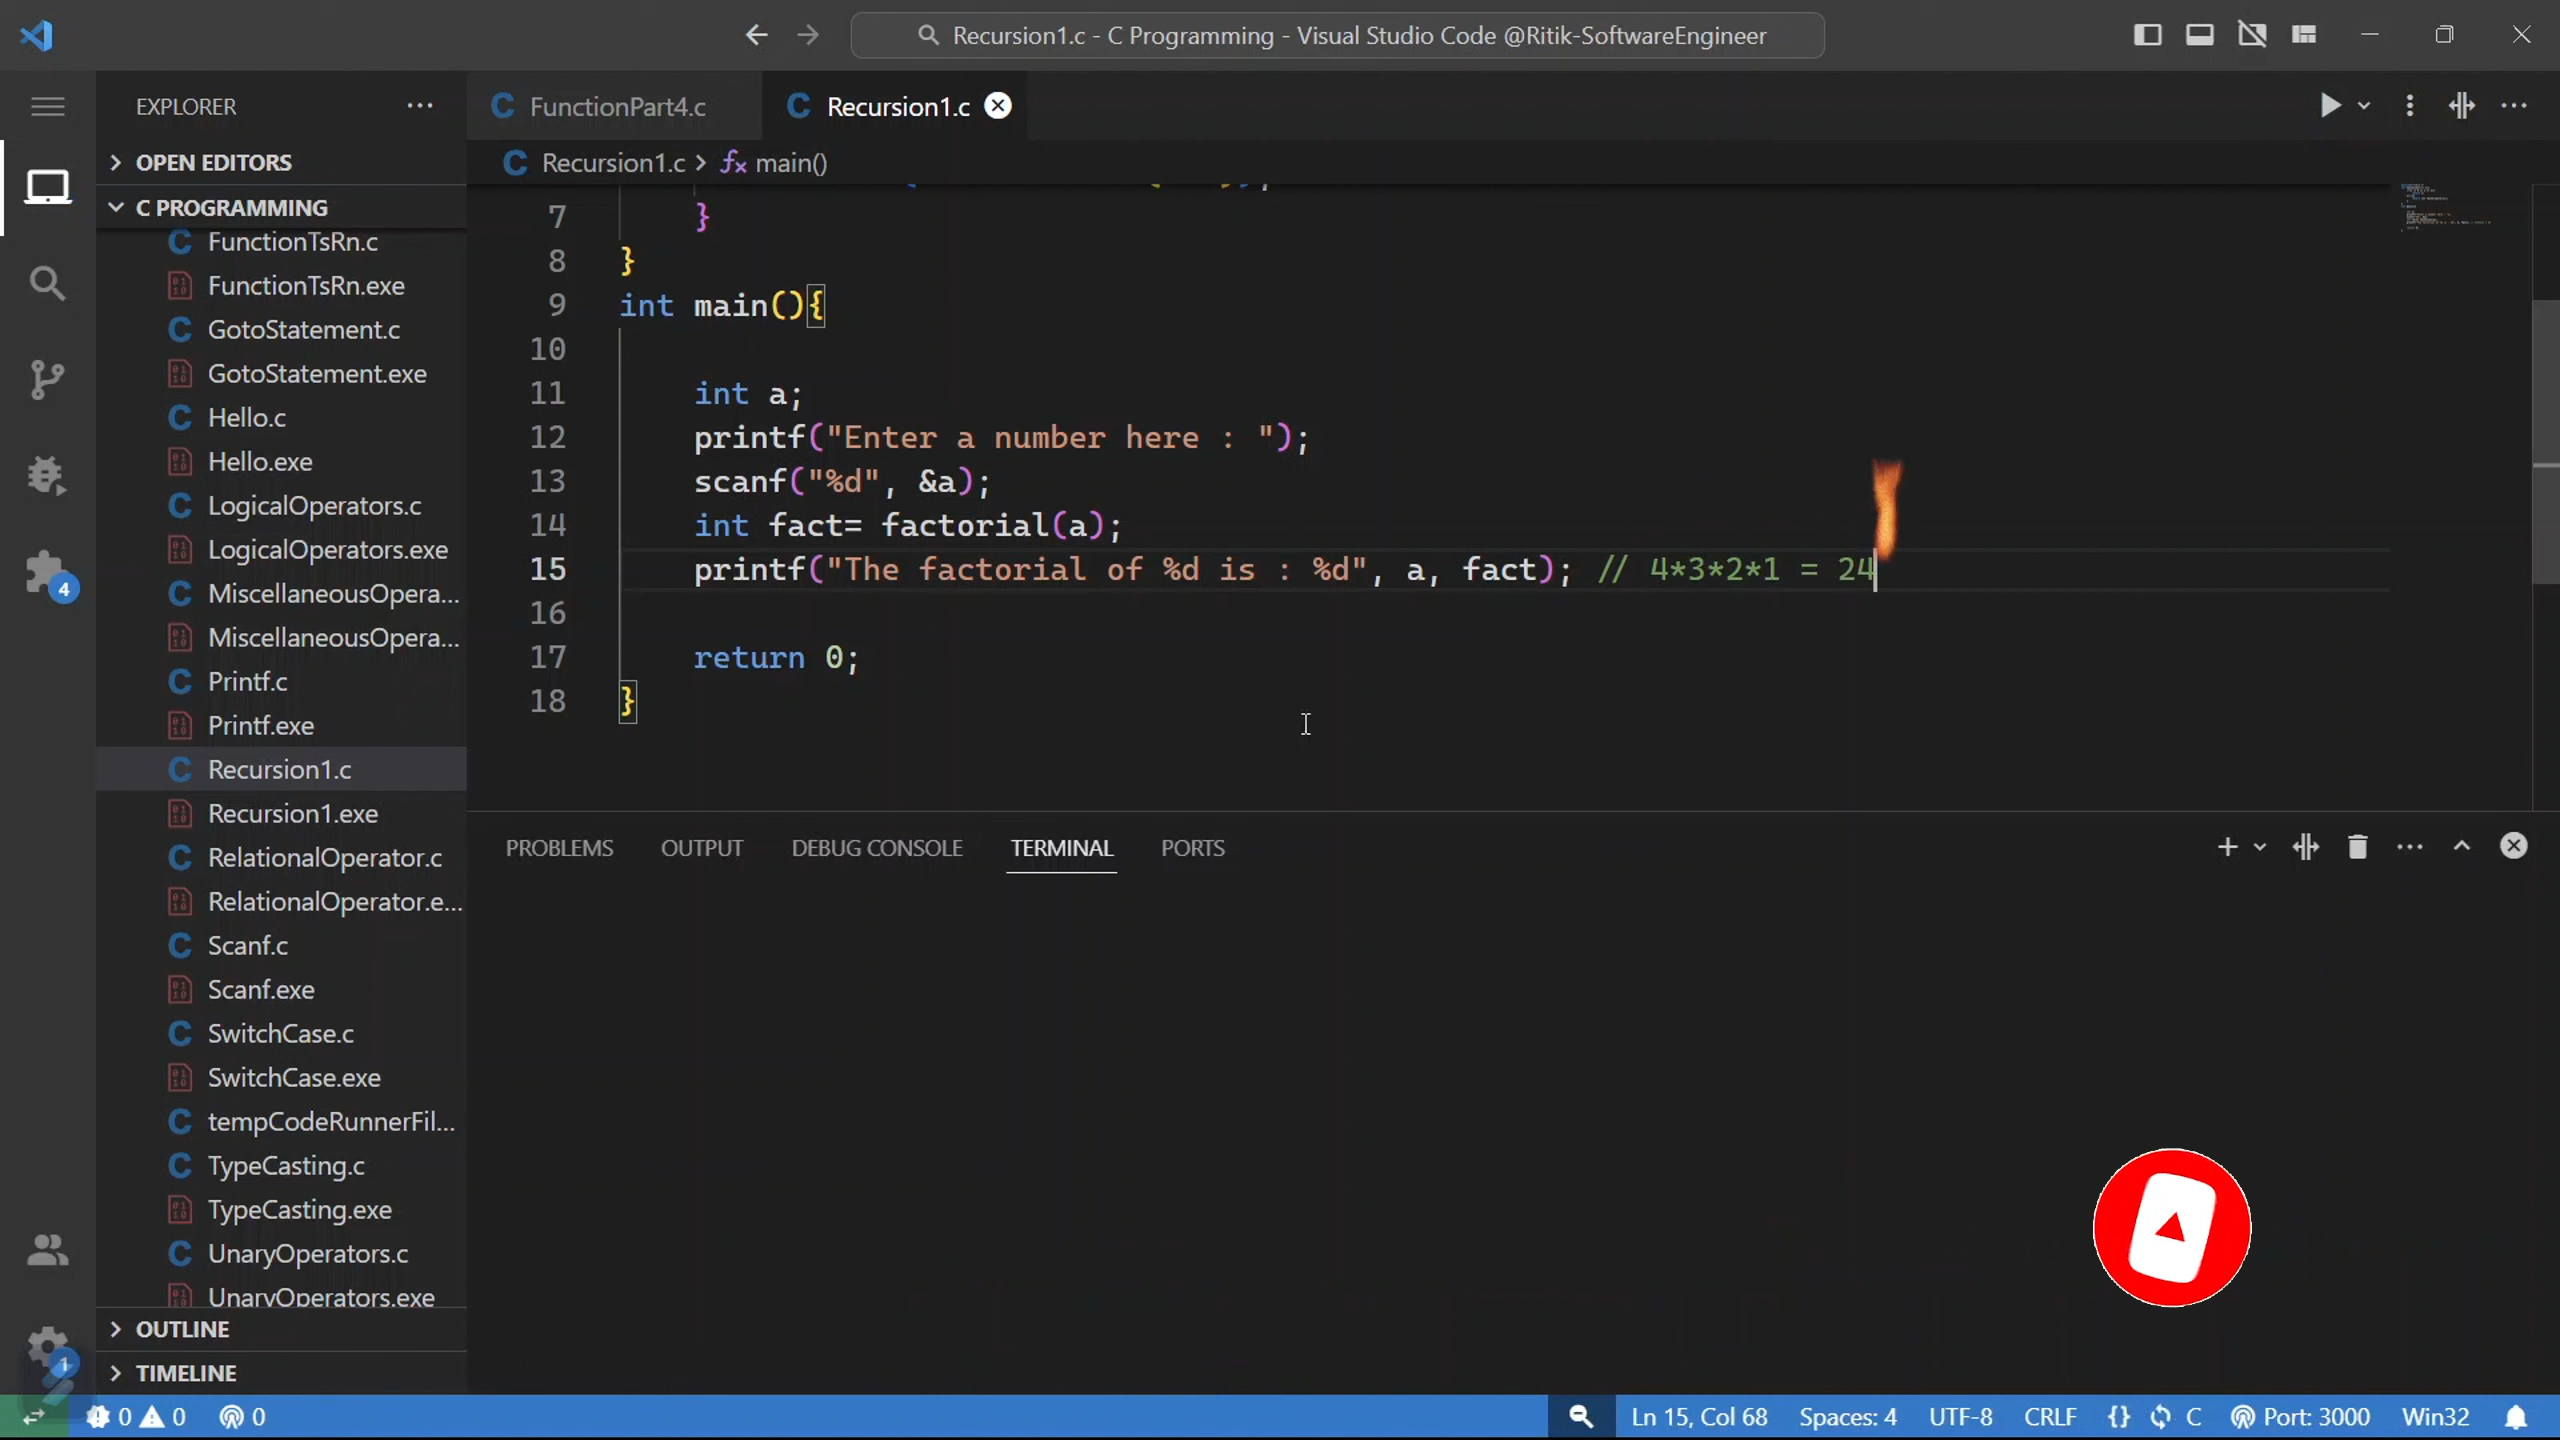 Recursion1.c - C Programming - Visual Studio Code @Ritik-SoftwareEngineer
EXPLORER
OPEN EDITORS
C PROGRAMMING
C FunctionTsRn.c
FunctionTsRn.exe
C GotoStatement.c
GotoStatement.exe
C Hello.c
Hello.exe
C LogicalOperators.c
LogicalOperators.exe
C MiscellaneousOpera...
MiscellaneousOpera...
C Printf.c
Printf.exe
C Recursion1.c
Recursion1.exe
C RelationalOperator.c
RelationalOperator.e...
C Scanf.c
Scanf.exe
C SwitchCase.c
SwitchCase.exe
C tempCodeRunnerFil...
C TypeCasting.c
TypeCasting.exe
C UnaryOperators.c
UnaryOperators.exe
OUTLINE
TIMELINE
4
1
C FunctionPart4.c
C Recursion1.c
C Recursion1.c > fx main()
7 }
8 }
9 int main(){
10
11 int a;
12 printf("Enter a number here : ");
13 scanf("%d", &a);
14 int fact= factorial(a);
15 printf("The factorial of %d is : %d", a, fact); // 4*3*2*1 = 24
16
17 return 0;
18 }
PROBLEMS OUTPUT DEBUG CONSOLE TERMINAL PORTS
0 0 0 Ln 15, Col 68 Spaces: 4 UTF-8 CRLF {} C Port: 3000 Win32